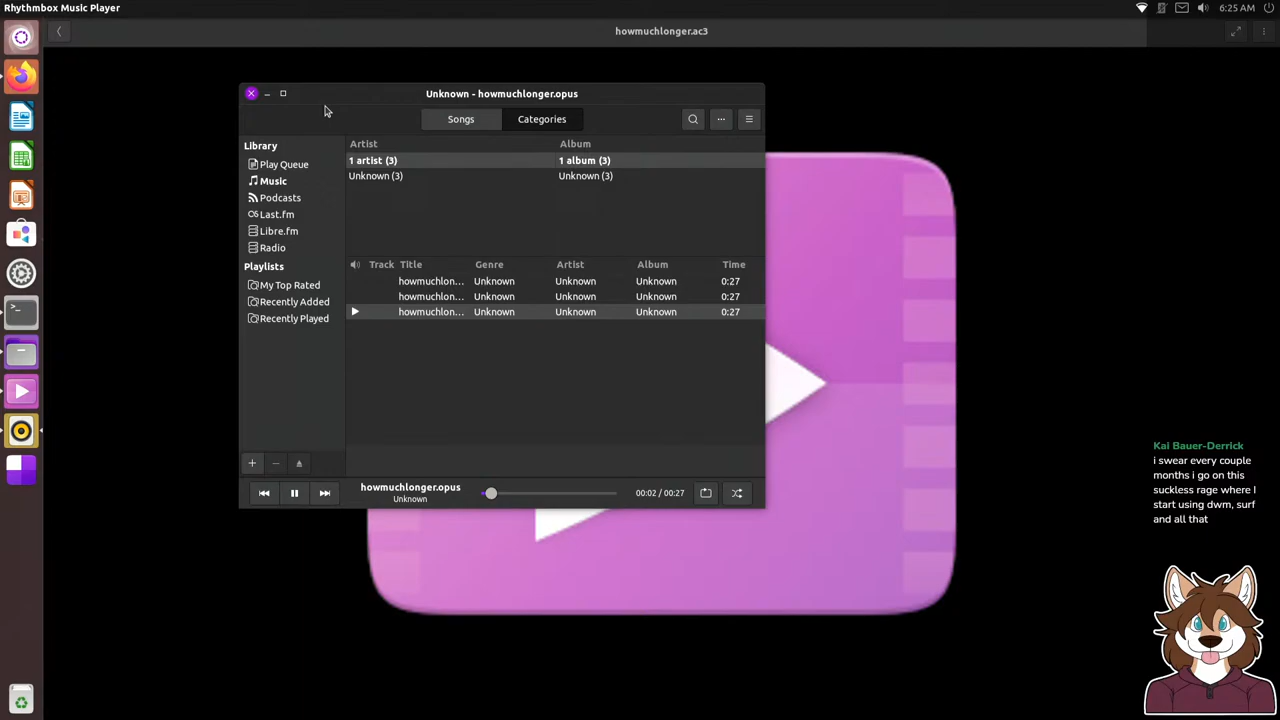 Rhythmbox Music Player
6:25 AM
howmuchlonger.ac3
Unknown - howmuchlonger.opus
Songs
Categories
Library
Play Queue
Music
Podcasts
Last.fm
Libre.fm
Radio
Playlists
My Top Rated
Recently Added
Recently Played
Artist Album
1 artist (3) 1 album (3)
Unknown (3) Unknown (3)
Track Title Genre Artist Album Time
howmuchlon... Unknown Unknown Unknown 0:27
howmuchlon... Unknown Unknown Unknown 0:27
howmuchlon... Unknown Unknown Unknown 0:27
howmuchlonger.opus
Unknown
00:02 / 00:27
Kai Bauer-Derrick
i swear every couple
months i go on this
suckless rage where I
start using dwm, surf
and all that